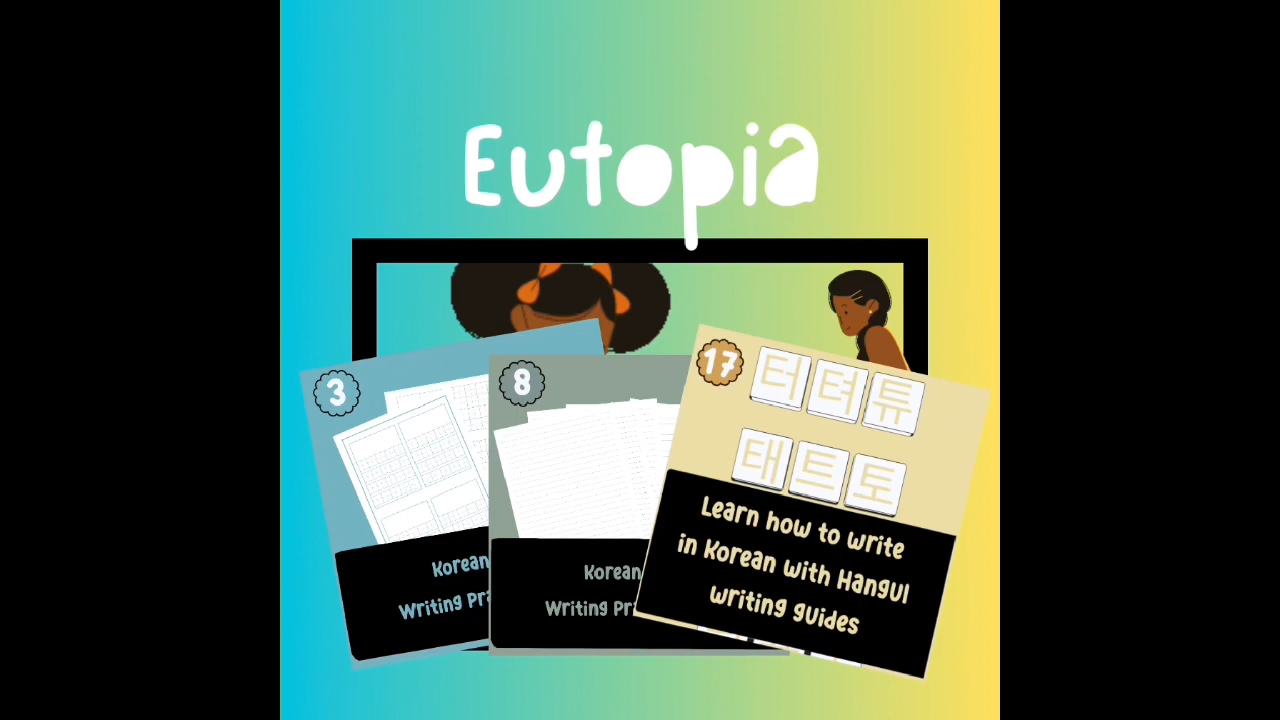 Eutopia
3
Korean
Writing
8
Korean
Writing
17
터 텨 튜
태 트 토
Learn how to write
in Korean with Hangul
writing guides